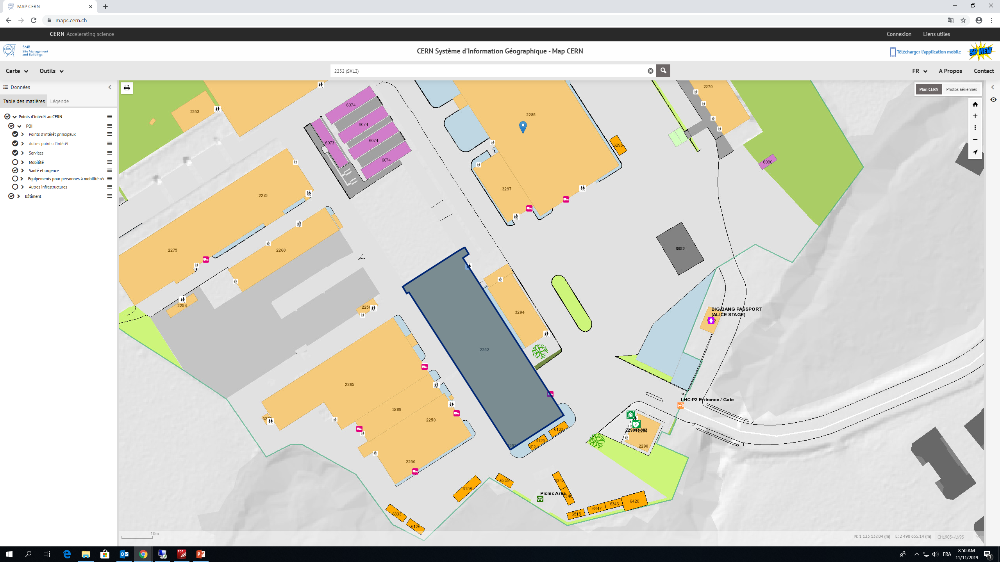 MAP CERN
maps.cern.ch
CERN Accelerating science
Connexion
Liens utiles
CERN
SMB
Site Management
and Buildings
CERN Système d'Information Géographique - Map CERN
Télécharger l'application mobile
3D VIEW
Carte
Outils
2252 (SXL2)
FR
A Propos
Contact
Données
Table des matières
Légende
Points d'intérêt au CERN
POI
Points d'intérêt principaux
Autres points d'intérêt
Services
Mobilité
Santé et urgence
Equipements pour personnes à mobilité réc
Autres infrastructures
Bâtiment
Plan CERN
Photos aériennes
2270
6074
2253
2285
6074
6074
6073
6295
6074
6090
3297
2275
2275
2260
6952
2254
2258
BIG-BANG PASSPORT
(ALICE STAGE)
3294
2252
2265
LHC-P2 Entrance / Gate
3288
2250
6123
2290/R-003
6125
6125
2290
2250
6359
6342
6158
Picnic Area
6340
6420
6346
6347
6515
6333
6126
10m
N: 1 123 137.04 (m)
E: 2 490 655.14 (m)
CH1903+/LV95
PDF
FRA
8:50 AM
11/11/2019
1